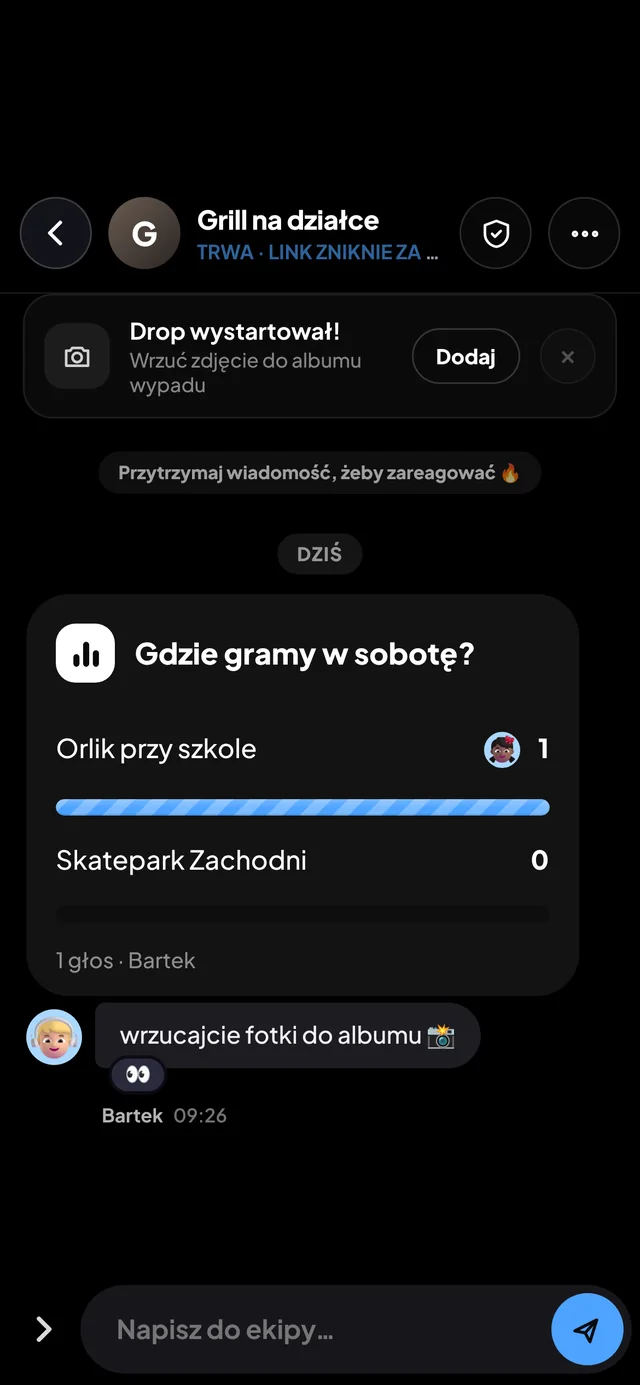 G
Grill na działce
TRWA · LINK ZNIKNIE ZA ...
Drop wystartował!
Wrzuć zdjęcie do albumu
wypadu
Dodaj
Przytrzymaj wiadomość, żeby zareagować 🔥
DZIŚ
Gdzie gramy w sobotę?
Orlik przy szkole
1
Skatepark Zachodni
0
1 głos · Bartek
wrzucajcie fotki do albumu 📸
👀
Bartek 09:26
Napisz do ekipy...